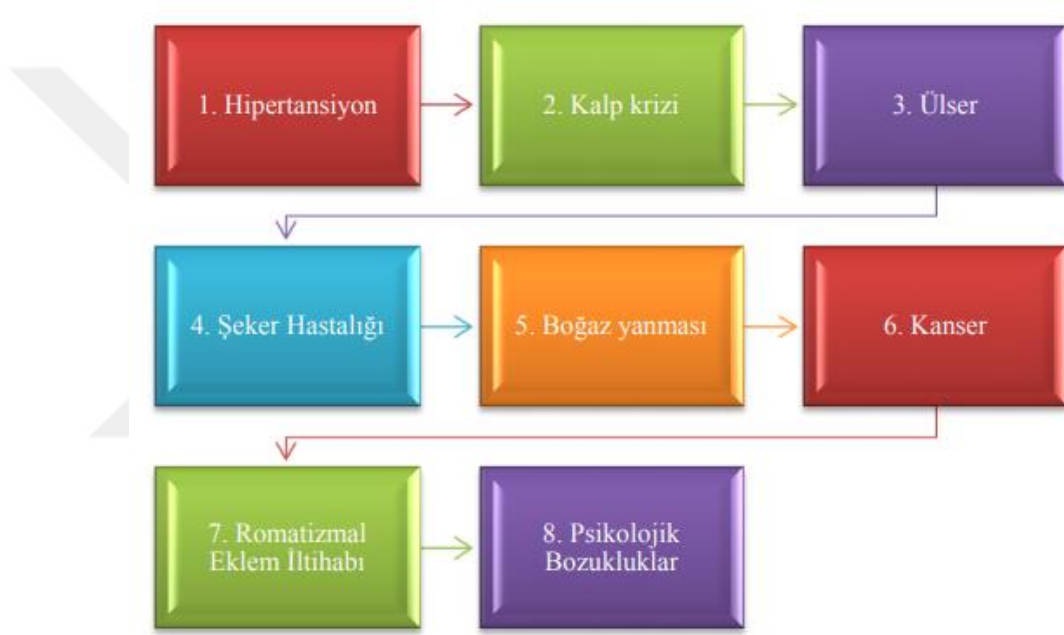 1. Hipertansiyon
2. Kalp krizi
3. Ülser
4. Şeker Hastalığı
5. Boğaz yanması
6. Kanser
7. Romatizmal
Eklem İltihabı
8. Psikolojik
Bozukluklar